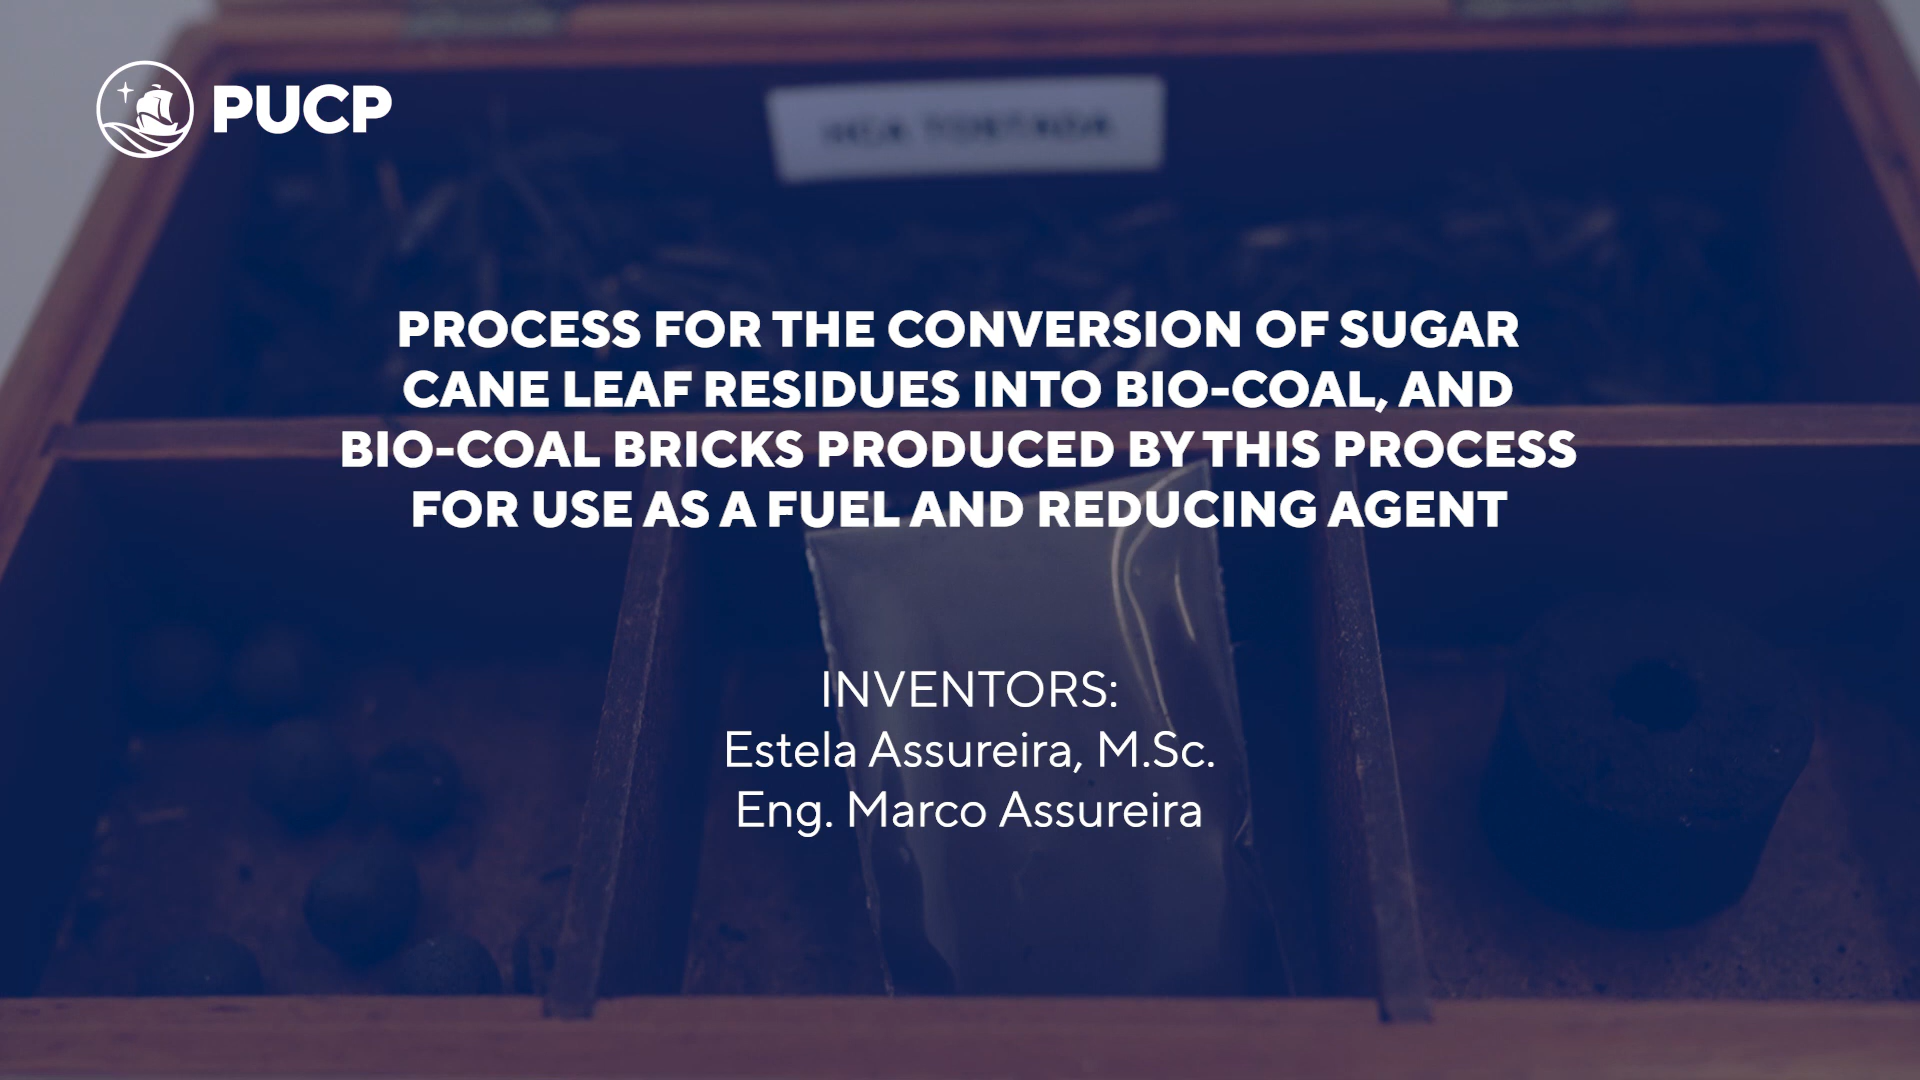 PUCP
PROCESS FOR THE CONVERSION OF SUGAR
CANE LEAF RESIDUES INTO BIO-COAL, AND
BIO-COAL BRICKS PRODUCED BY THIS PROCESS
FOR USE AS A FUEL AND REDUCING AGENT
INVENTORS:
Estela Assureira, M.Sc.
Eng. Marco Assureira